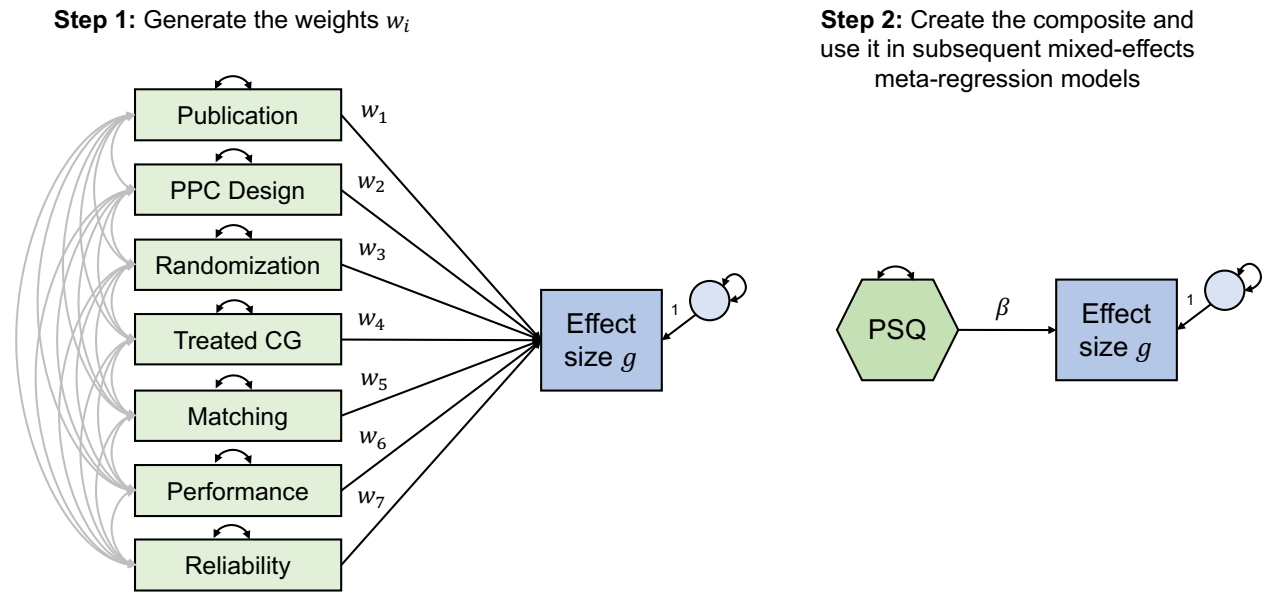 Step 1: Generate the weights 𝑤𝑖
Publication
PPC Design
Randomization
Treated CG
Matching
Performance
Reliability
𝑤1
𝑤2
𝑤3
𝑤4
𝑤5
𝑤6
𝑤7
Effect
size 𝑔
1
Step 2: Create the composite and
use it in subsequent mixed-effects
meta-regression models
PSQ
𝛽
Effect
size 𝑔
1